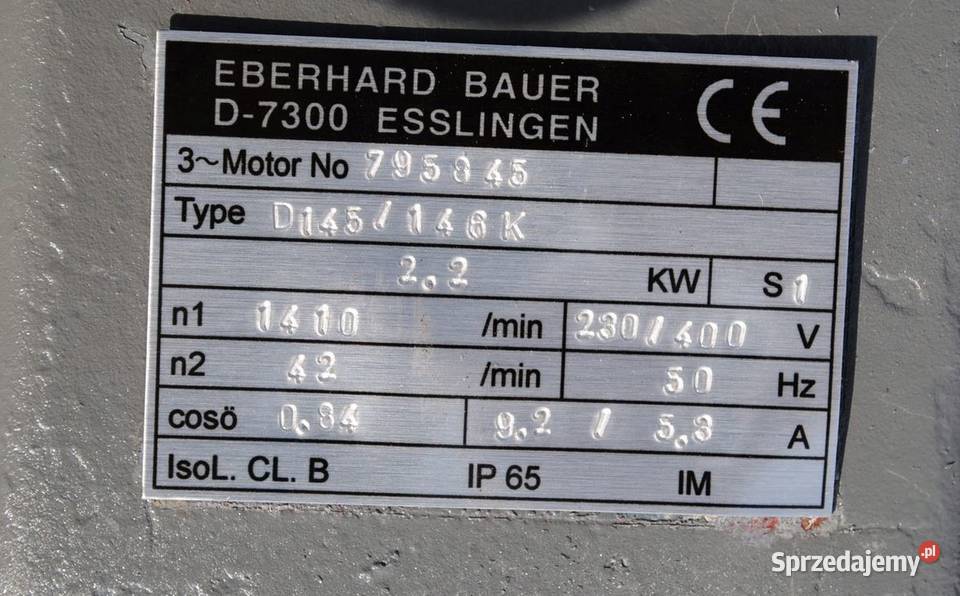 EBERHARD BAUER
D-7300 ESSLINGEN CE
3~Motor No 795845
Type D145/146K
2.2 KW S1
n1 1410 /min 230/400 V
n2 42 /min 50 Hz
cosö 0.84 9.2 / 5.3 A
IsoL. CL. B IP 65 IM
Sprzedajemy.pl